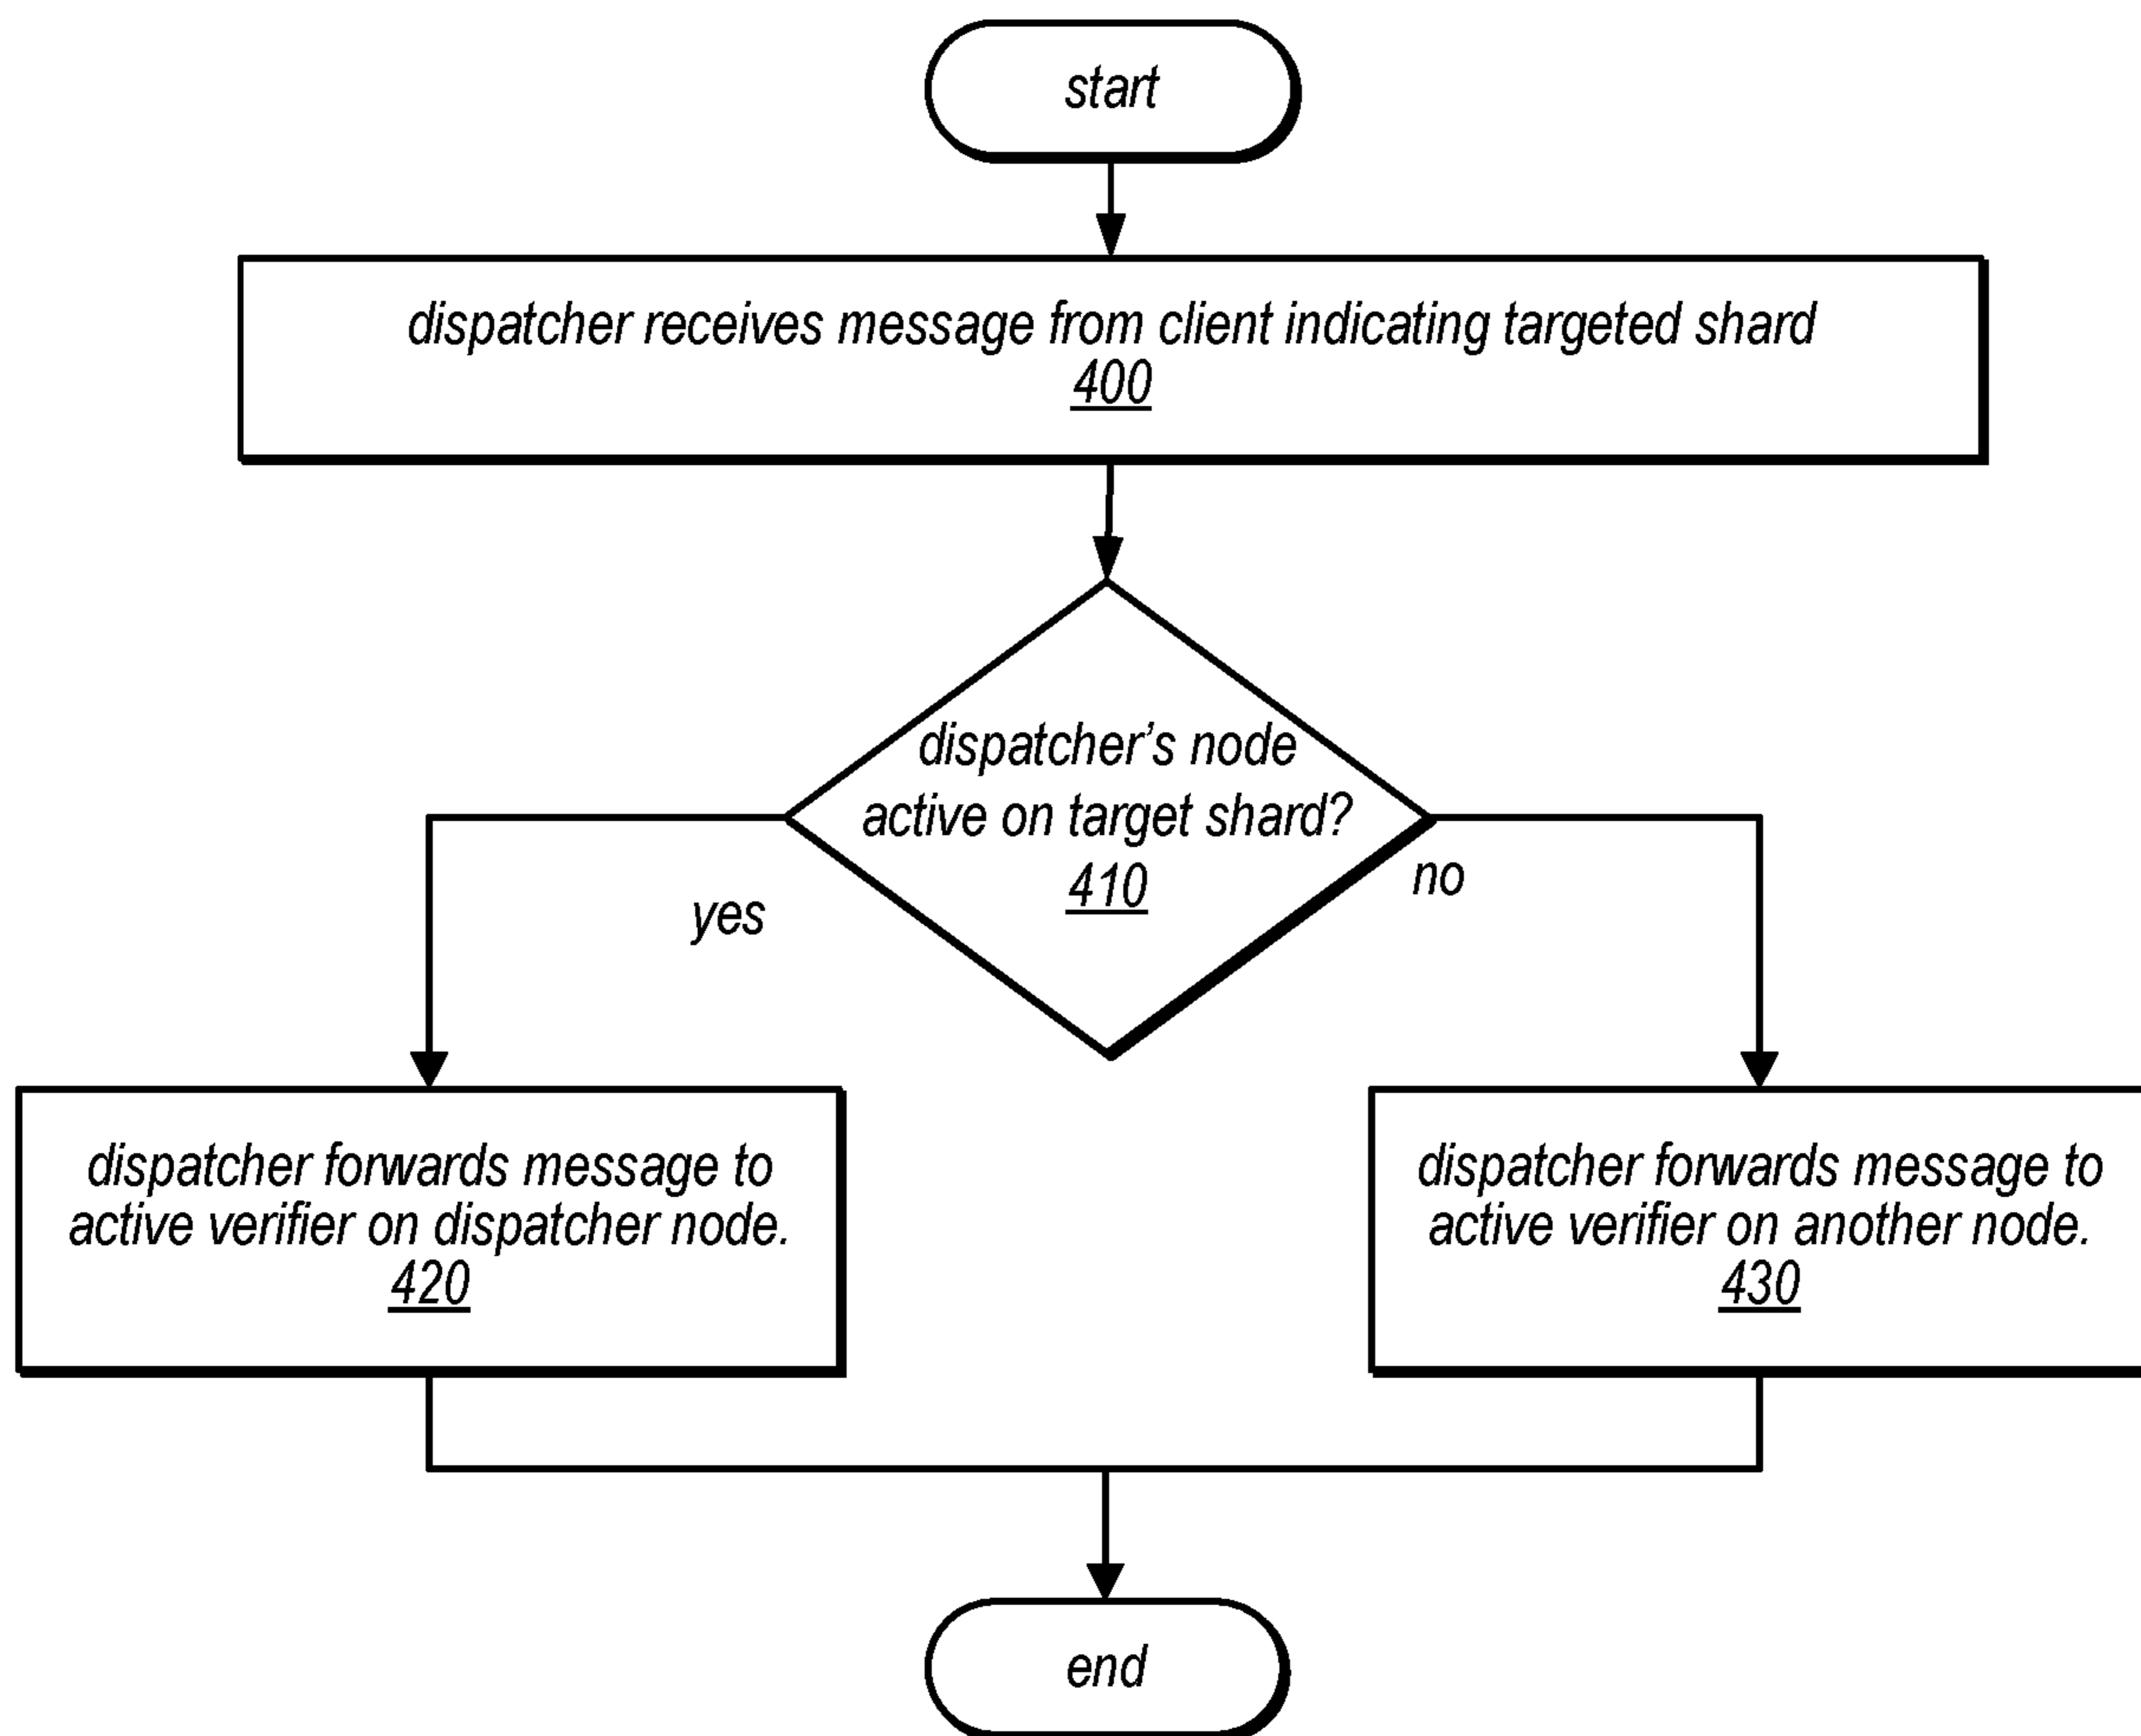 start
dispatcher receives message from client indicating targeted shard
400
dispatcher’s node
active on target shard?
410
yes
no
dispatcher forwards message to
active verifier on dispatcher node.
420
dispatcher forwards message to
active verifier on another node.
430
end